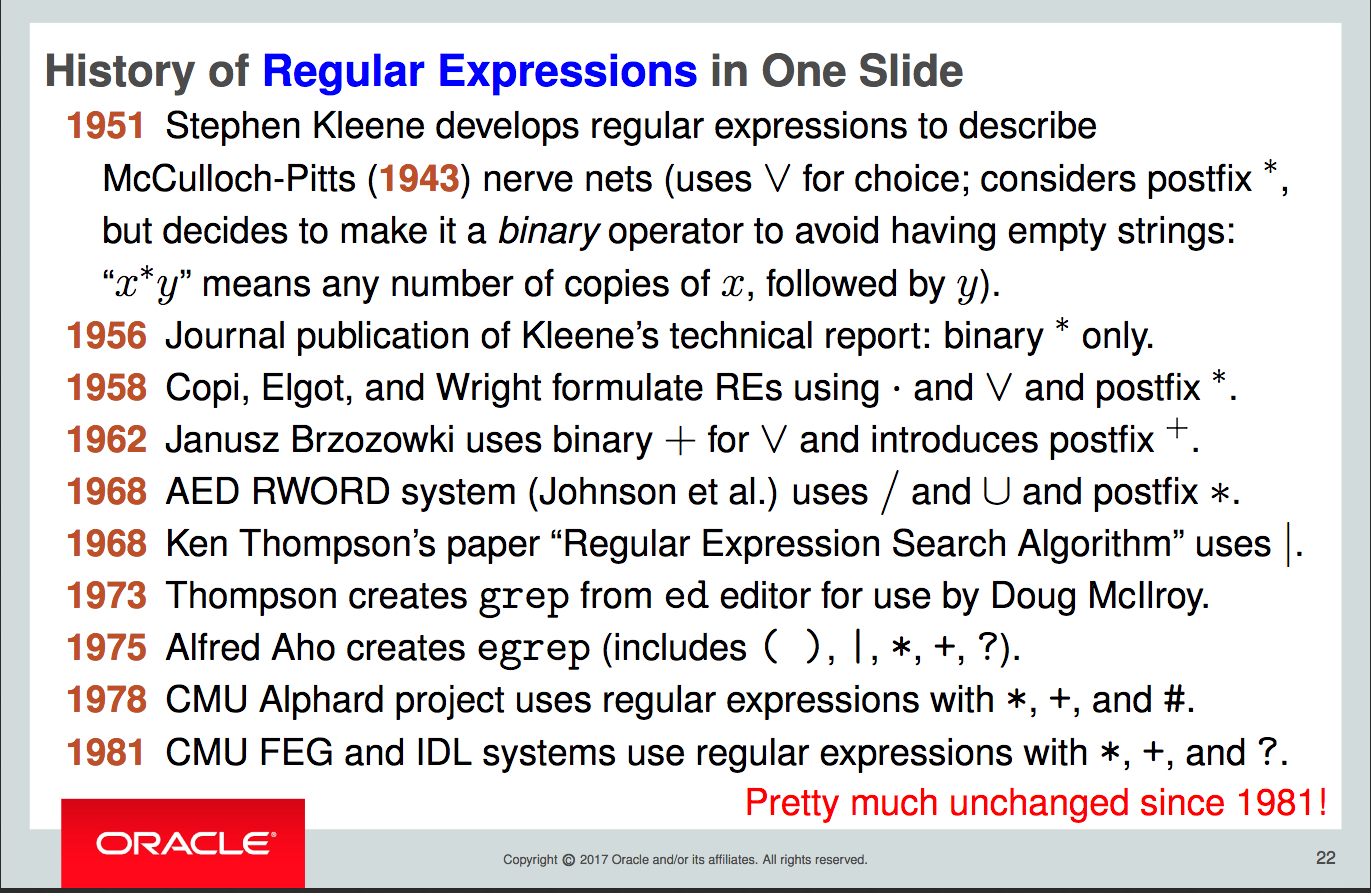 History of Regular Expressions in One Slide
1951 Stephen Kleene develops regular expressions to describe
McCulloch-Pitts (1943) nerve nets (uses ∨ for choice; considers postfix *,
but decides to make it a binary operator to avoid having empty strings:
“x*y” means any number of copies of x, followed by y).
1956 Journal publication of Kleene’s technical report: binary * only.
1958 Copi, Elgot, and Wright formulate REs using · and ∨ and postfix *.
1962 Janusz Brzozowki uses binary + for ∨ and introduces postfix +.
1968 AED RWORD system (Johnson et al.) uses / and ∪ and postfix *.
1968 Ken Thompson’s paper “Regular Expression Search Algorithm” uses |.
1973 Thompson creates grep from ed editor for use by Doug McIlroy.
1975 Alfred Aho creates egrep (includes ( ), |, *, +, ?).
1978 CMU Alphard project uses regular expressions with *, +, and #.
1981 CMU FEG and IDL systems use regular expressions with *, +, and ?.
Pretty much unchanged since 1981!
ORACLE®
Copyright © 2017 Oracle and/or its affiliates. All rights reserved.
22